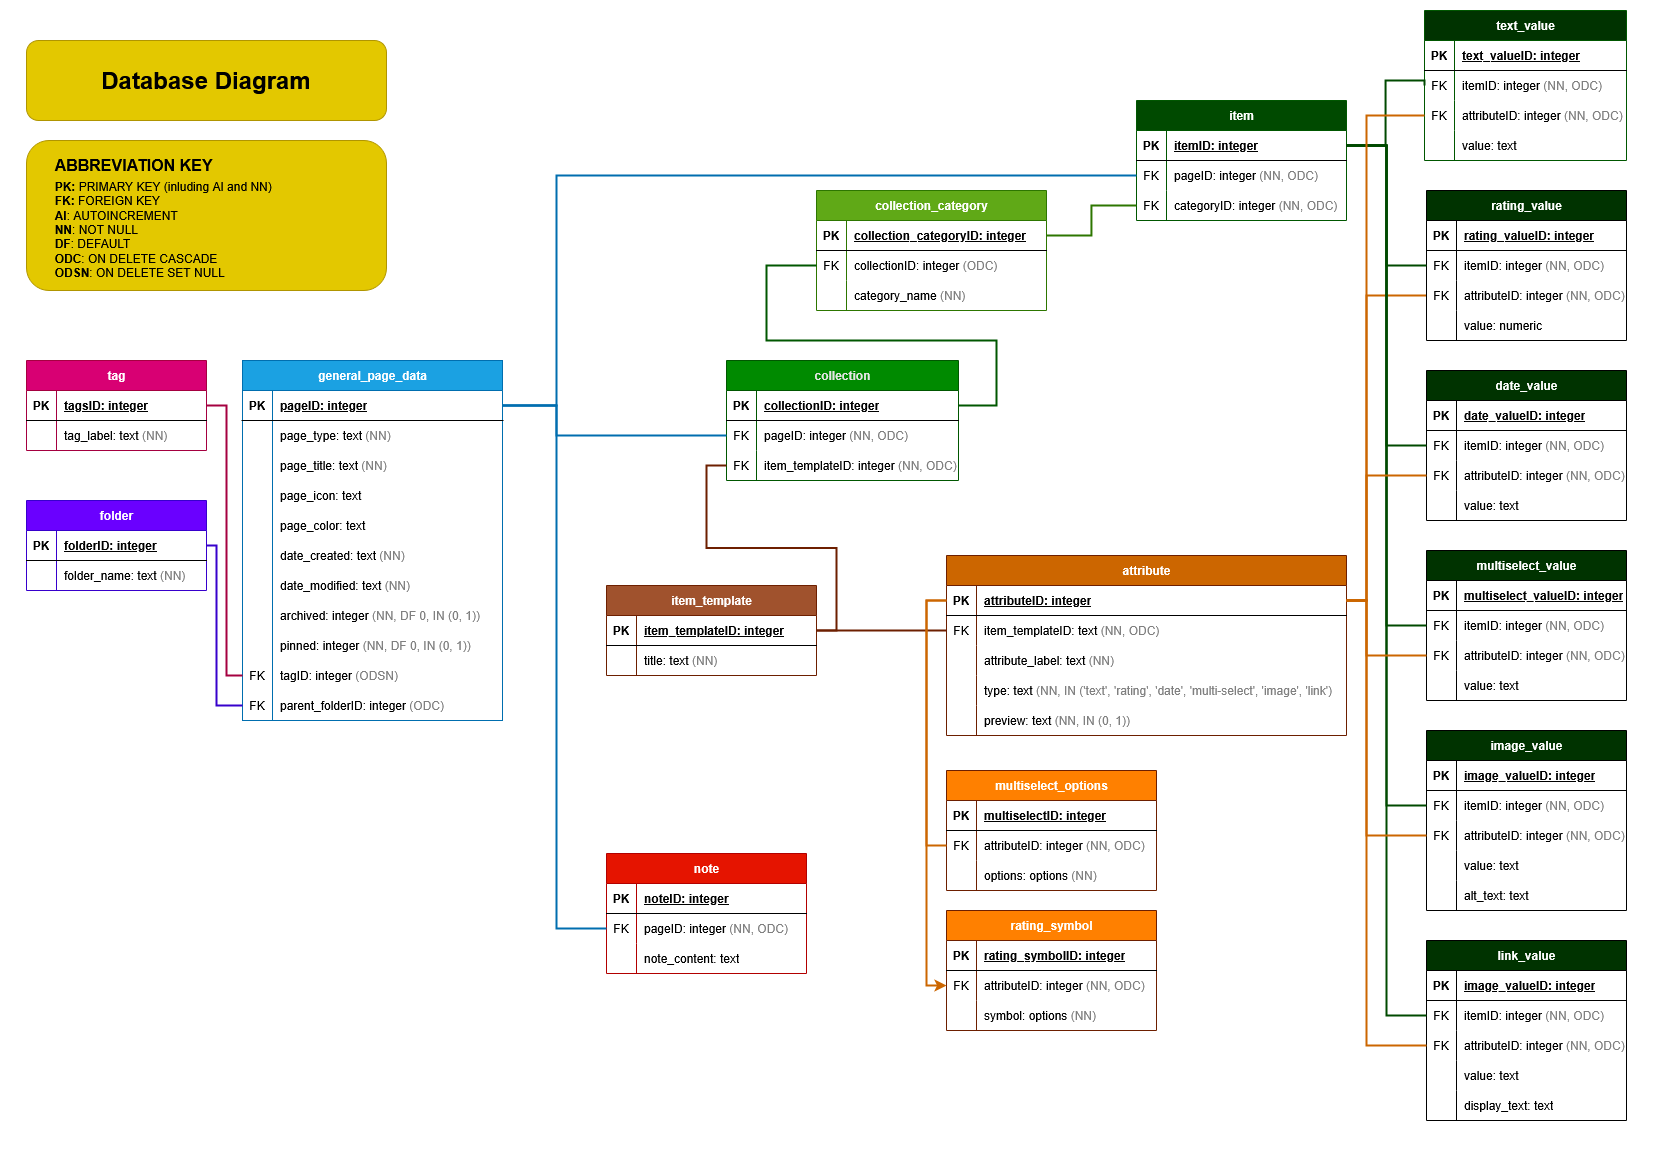 Database Diagram
ABBREVIATION KEY
PK: PRIMARY KEY (inluding AI and NN)
FK: FOREIGN KEY
AI: AUTOINCREMENT
NN: NOT NULL
DF: DEFAULT
ODC: ON DELETE CASCADE
ODSN: ON DELETE SET NULL
tag
PK tagsID: integer
tag_label: text (NN)
folder
PK folderID: integer
folder_name: text (NN)
general_page_data
PK pageID: integer
page_type: text (NN)
page_title: text (NN)
page_icon: text
page_color: text
date_created: text (NN)
date_modified: text (NN)
archived: integer (NN, DF 0, IN (0, 1))
pinned: integer (NN, DF 0, IN (0, 1))
FK tagID: integer (ODSN)
FK parent_folderID: integer (ODC)
item
PK itemID: integer
FK pageID: integer (NN, ODC)
FK categoryID: integer (NN, ODC)
collection_category
PK collection_categoryID: integer
FK collectionID: integer (ODC)
category_name (NN)
collection
PK collectionID: integer
FK pageID: integer (NN, ODC)
FK item_templateID: integer (NN, ODC)
item_template
PK item_templateID: integer
title: text (NN)
attribute
PK attributeID: integer
FK item_templateID: text (NN, ODC)
attribute_label: text (NN)
type: text (NN, IN ('text', 'rating', 'date', 'multi-select', 'image', 'link')
preview: text (NN, IN (0, 1))
multiselect_options
PK multiselectID: integer
FK attributeID: integer (NN, ODC)
options: options (NN)
rating_symbol
PK rating_symbolID: integer
FK attributeID: integer (NN, ODC)
symbol: options (NN)
note
PK noteID: integer
FK pageID: integer (NN, ODC)
note_content: text
text_value
PK text_valueID: integer
FK itemID: integer (NN, ODC)
FK attributeID: integer (NN, ODC)
value: text
rating_value
PK rating_valueID: integer
FK itemID: integer (NN, ODC)
FK attributeID: integer (NN, ODC)
value: numeric
date_value
PK date_valueID: integer
FK itemID: integer (NN, ODC)
FK attributeID: integer (NN, ODC)
value: text
multiselect_value
PK multiselect_valueID: integer
FK itemID: integer (NN, ODC)
FK attributeID: integer (NN, ODC)
value: text
image_value
PK image_valueID: integer
FK itemID: integer (NN, ODC)
FK attributeID: integer (NN, ODC)
value: text
alt_text: text
link_value
PK image_valueID: integer
FK itemID: integer (NN, ODC)
FK attributeID: integer (NN, ODC)
value: text
display_text: text